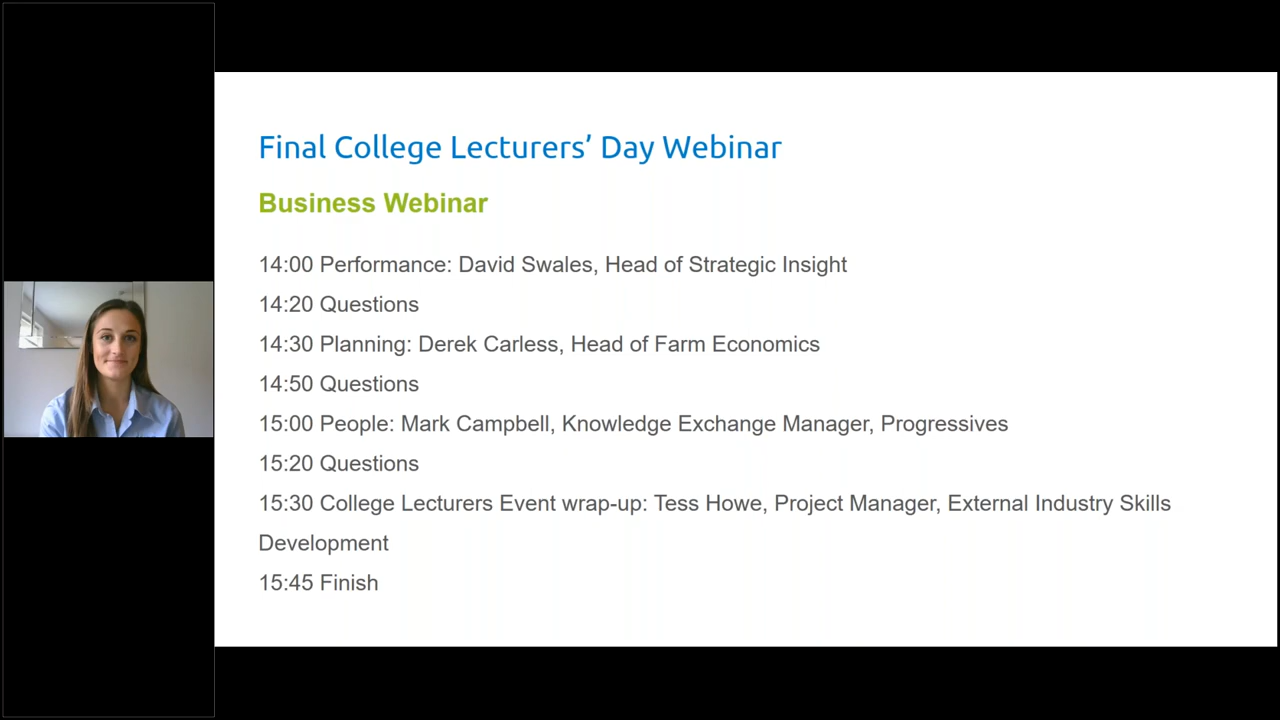 Final College Lecturers’ Day Webinar
Business Webinar
14:00 Performance: David Swales, Head of Strategic Insight
14:20 Questions
14:30 Planning: Derek Carless, Head of Farm Economics
14:50 Questions
15:00 People: Mark Campbell, Knowledge Exchange Manager, Progressives
15:20 Questions
15:30 College Lecturers Event wrap-up: Tess Howe, Project Manager, External Industry Skills
Development
15:45 Finish